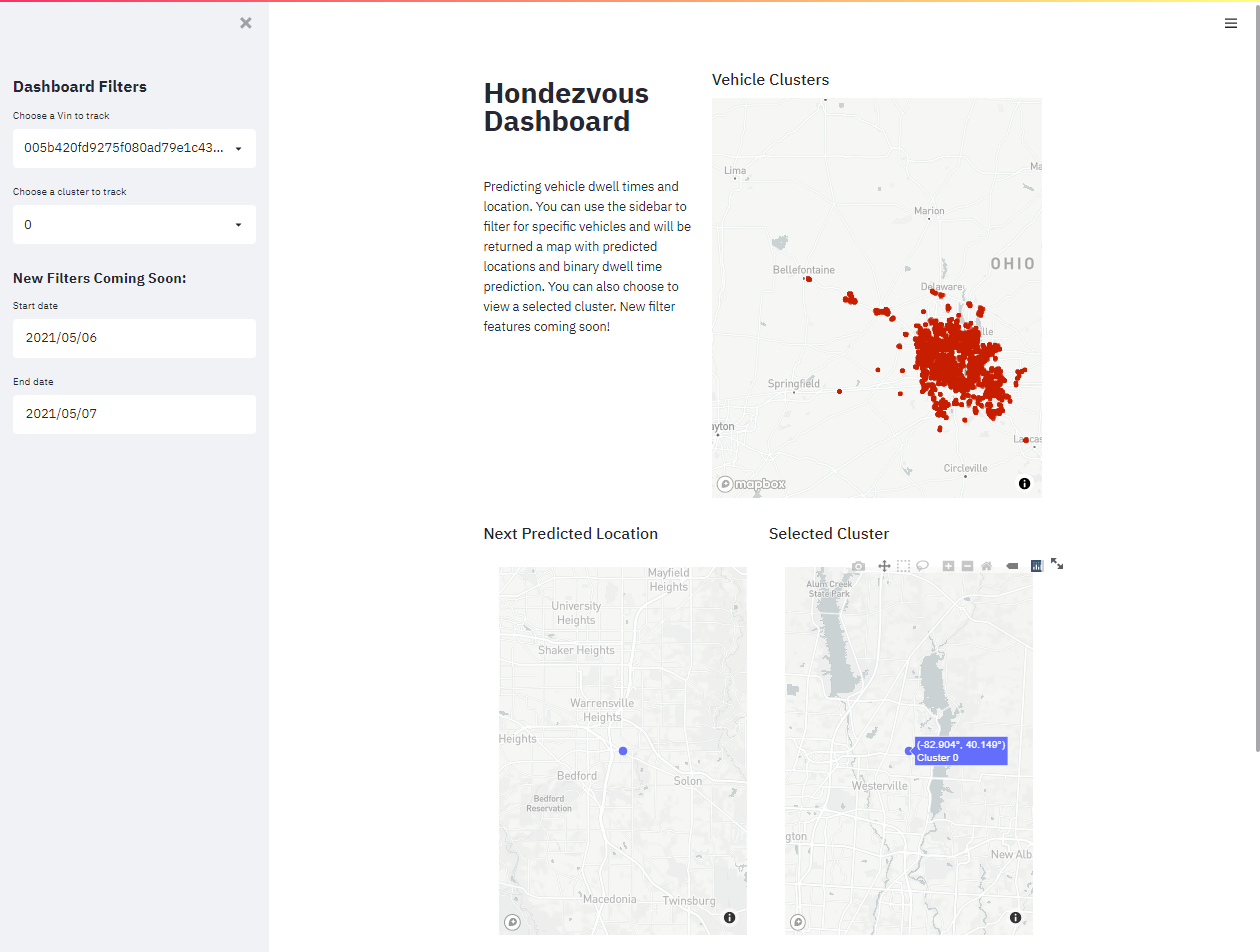 Dashboard Filters
Choose a Vin to track
005b420fd9275f080ad79e1c43...
Choose a cluster to track
0
New Filters Coming Soon:
Start date
2021/05/06
End date
2021/05/07
Hondezvous
Dashboard
Predicting vehicle dwell times and
location. You can use the sidebar to
filter for specific vehicles and will be
returned a map with predicted
locations and binary dwell time
prediction. You can also choose to
view a selected cluster. New filter
features coming soon!
Vehicle Clusters
Lima
Ma
Marion
OHIO
Bellefontaine
Delaware
ville
Springfield
yton
Lancas
Circleville
mapbox
Next Predicted Location
Mayfield
Heights
University
Heights
Shaker Heights
Warrensville
Heights
Heights
Bedford
Solon
Bedford
Reservation
Macedonia
Twinsburg
Selected Cluster
Alum Creek
State Park
(-82.904°, 40.149°)
Cluster 0
Westerville
gton
New Alb